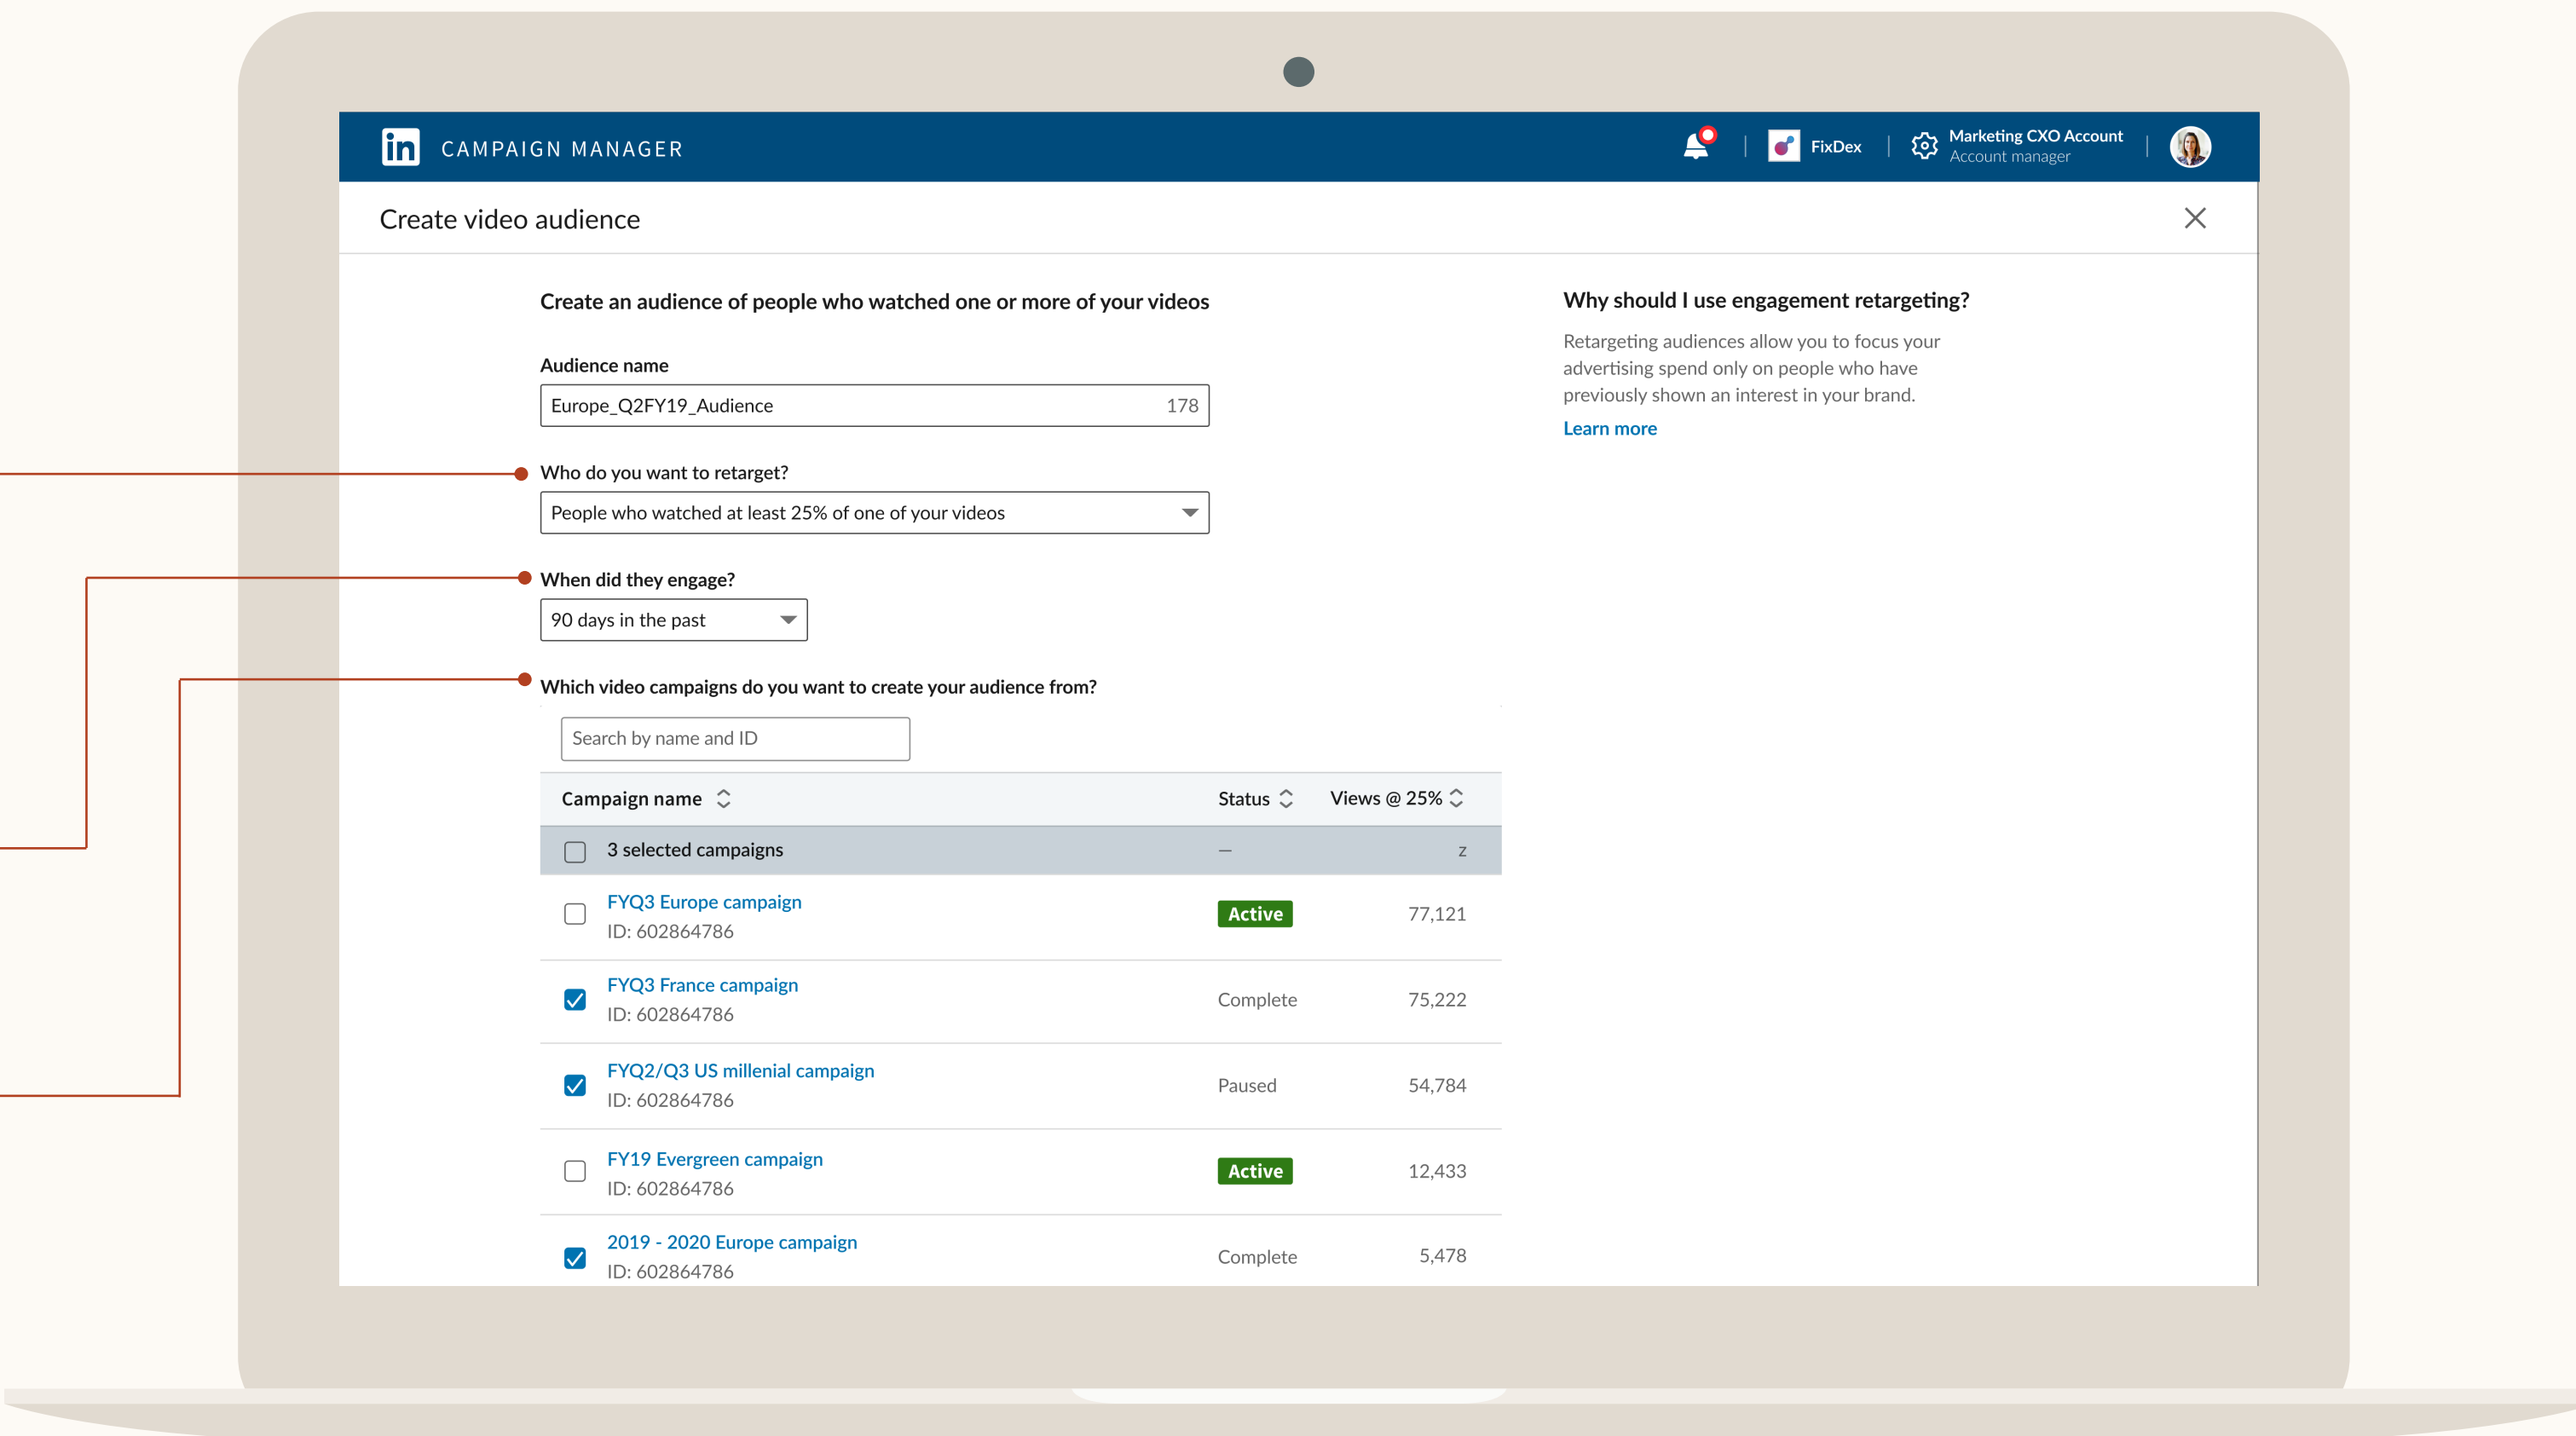 in CAMPAIGN MANAGER
FixDex
Marketing CXO Account
Account manager
Create video audience
Create an audience of people who watched one or more of your videos
Audience name
Europe_Q2FY19_Audience 178
Who do you want to retarget?
People who watched at least 25% of one of your videos
When did they engage?
90 days in the past
Which video campaigns do you want to create your audience from?
Search by name and ID
Campaign name Status Views @ 25%
3 selected campaigns — z
FYQ3 Europe campaign
ID: 602864786
Active 77,121
FYQ3 France campaign
ID: 602864786
Complete 75,222
FYQ2/Q3 US millenial campaign
ID: 602864786
Paused 54,784
FY19 Evergreen campaign
ID: 602864786
Active 12,433
2019 - 2020 Europe campaign
ID: 602864786
Complete 5,478
Why should I use engagement retargeting?
Retargeting audiences allow you to focus your
advertising spend only on people who have
previously shown an interest in your brand.
Learn more